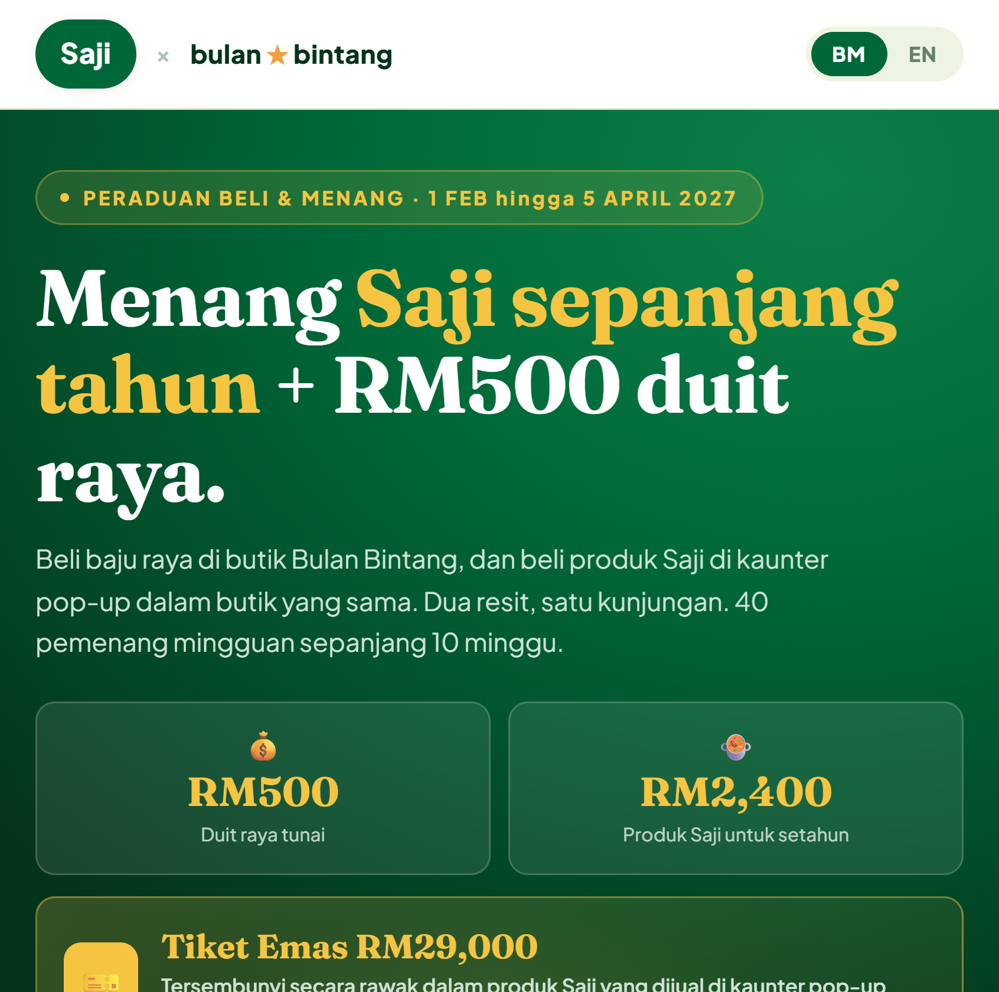 Saji × bulan ★ bintang
BM EN
• PERADUAN BELI & MENANG · 1 FEB hingga 5 APRIL 2027
Menang Saji sepanjang
tahun + RM500 duit
raya.
Beli baju raya di butik Bulan Bintang, dan beli produk Saji di kaunter
pop-up dalam butik yang sama. Dua resit, satu kunjungan. 40
pemenang mingguan sepanjang 10 minggu.
RM500
Duit raya tunai
RM2,400
Produk Saji untuk setahun
Tiket Emas RM29,000
Tersembunyi secara rawak dalam produk Saji yang dijual di kaunter pop-up